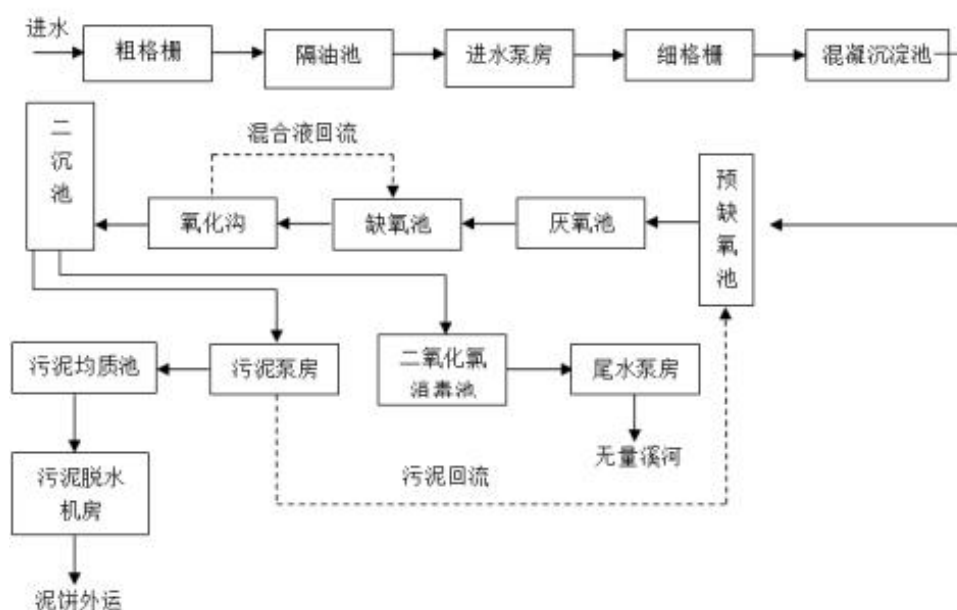 进水
粗格栅
隔油池
进水泵房
细格栅
混凝沉淀池
二
沉
池
混合液回流
氧化沟
缺氧池
厌氧池
预
缺
氧
池
污泥均质池
污泥泵房
二氧化氯
消毒池
尾水泵房
无量溪河
污泥脱水
机房
污泥回流
泥饼外运